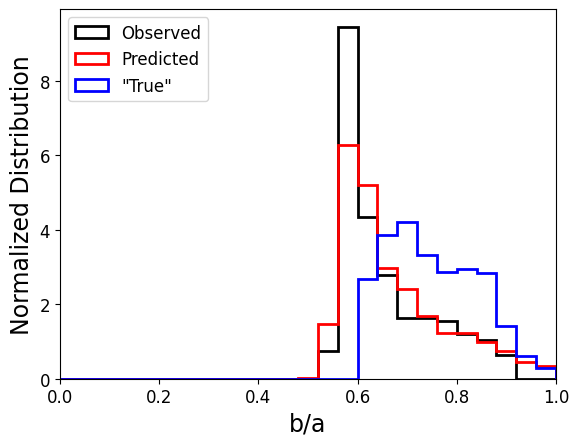 Observed
Predicted
"True"
Normalized Distribution
8
6
4
2
0
0.0 0.2 0.4 0.6 0.8 1.0
b/a